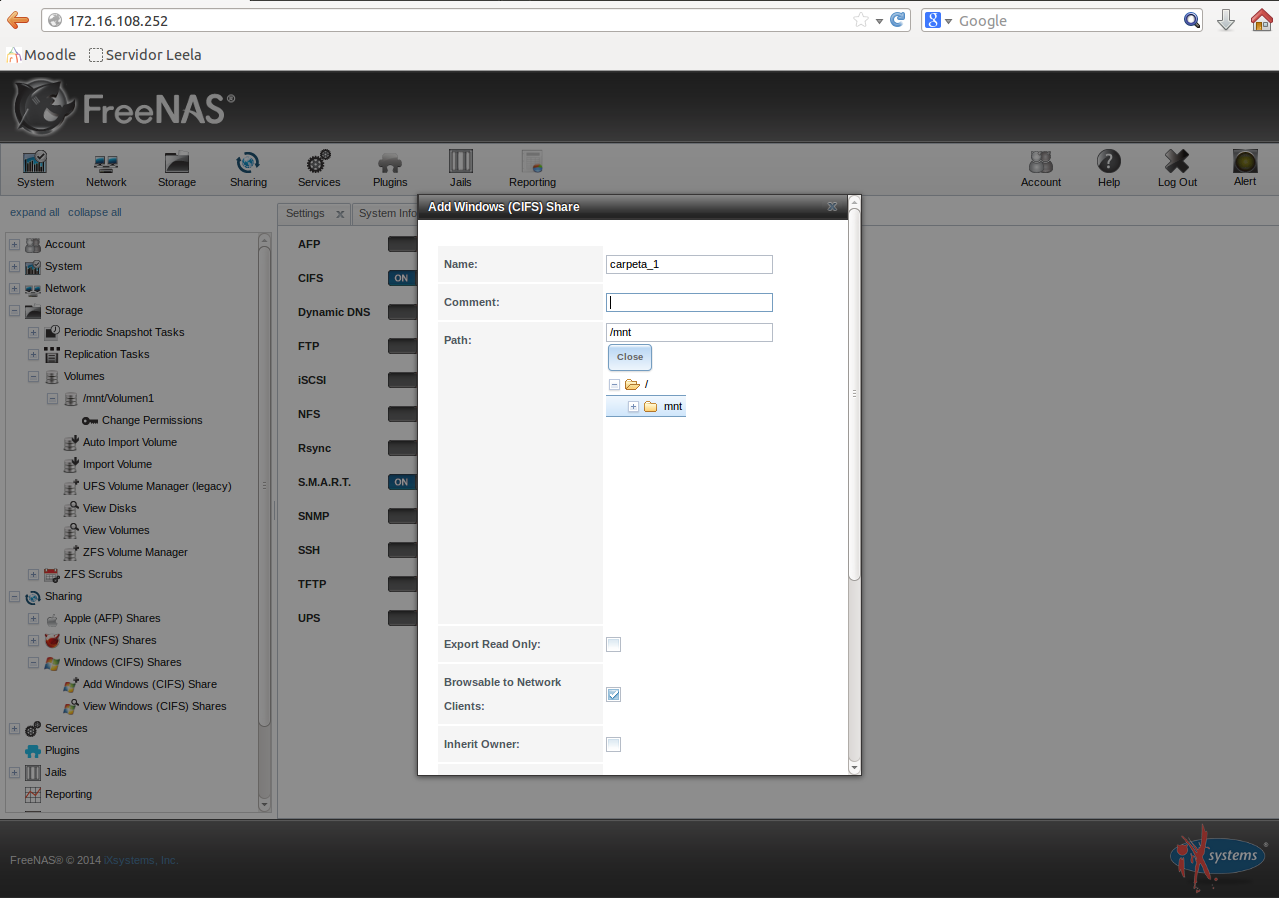 172.16.108.252
Google
Moodle Servidor Leela
FreeNAS®
System Network Storage Sharing Services Plugins Jails Reporting Account Help Log Out Alert
expand all collapse all
Account
System
Network
Storage
Periodic Snapshot Tasks
Replication Tasks
Volumes
/mnt/Volumen1
Change Permissions
Auto Import Volume
Import Volume
UFS Volume Manager (legacy)
View Disks
View Volumes
ZFS Volume Manager
ZFS Scrubs
Sharing
Apple (AFP) Shares
Unix (NFS) Shares
Windows (CIFS) Shares
Add Windows (CIFS) Share
View Windows (CIFS) Shares
Services
Plugins
Jails
Reporting
Settings System Info
AFP
CIFS ON
Dynamic DNS
FTP
iSCSI
NFS
Rsync
S.M.A.R.T. ON
SNMP
SSH
TFTP
UPS
Add Windows (CIFS) Share
Name: carpeta_1
Comment:
Path: /mnt
Close
/
mnt
Export Read Only:
Browsable to Network
Clients:
Inherit Owner:
FreeNAS® © 2014 iXsystems, Inc.
iXsystems®